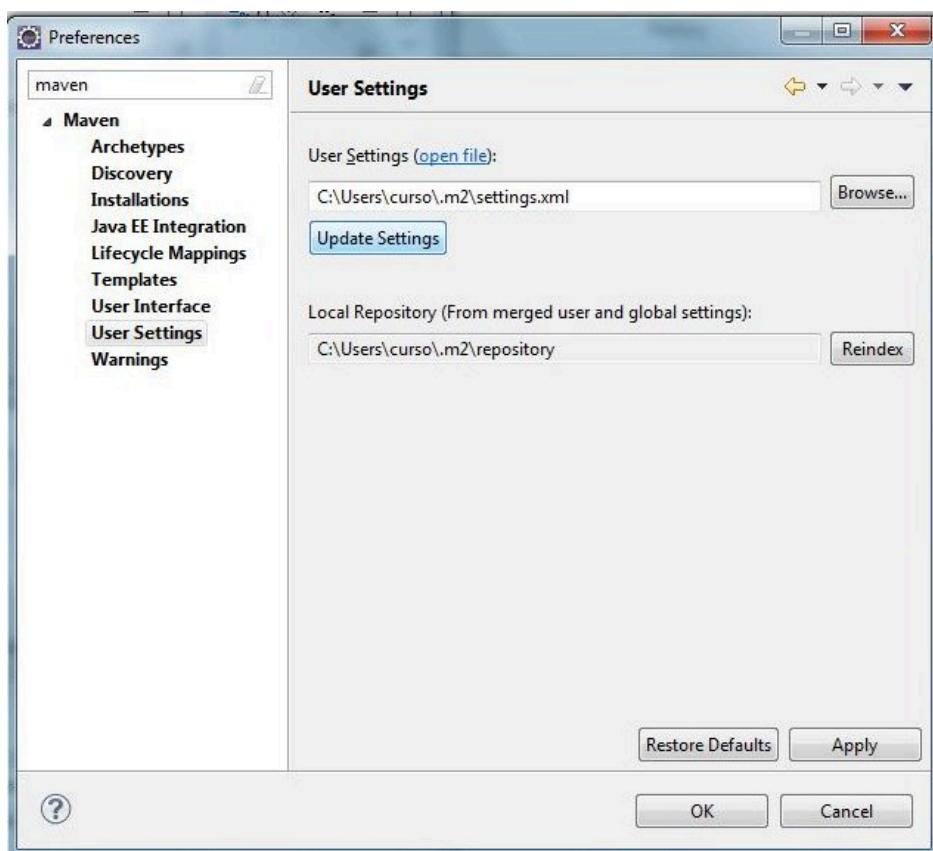 Preferences
maven
Maven
Archetypes
Discovery
Installations
Java EE Integration
Lifecycle Mappings
Templates
User Interface
User Settings
Warnings
User Settings
User Settings (open file):
C:\Users\curso\.m2\settings.xml
Browse...
Update Settings
Local Repository (From merged user and global settings):
C:\Users\curso\.m2\repository
Reindex
Restore Defaults
Apply
?
OK
Cancel